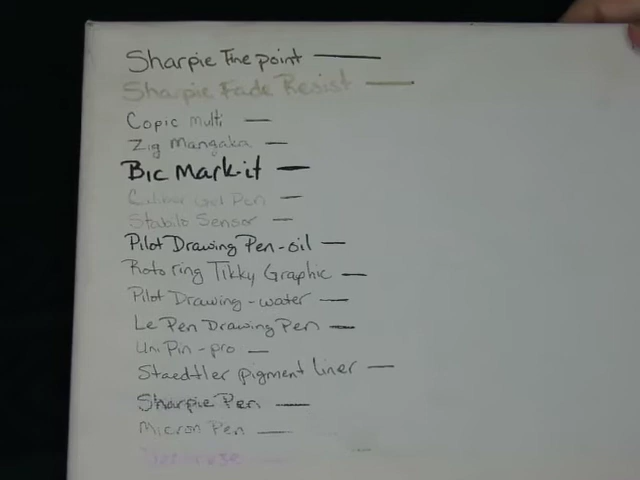 Sharpie Fine point
Sharpie Fade Resist
Copic multi
Zig Mangaka
Bic Mark-it
Gel Pen
Stabilo Sensor
Pilot Drawing Pen-oil
Rotoring Tikky Graphic
Pilot Drawing-water
Le Pen Drawing Pen
Uni Pin-pro
Staedtler pigment liner
Sharpie Pen
Micron Pen